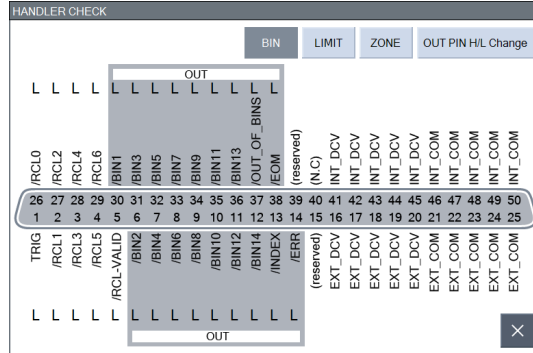 HANDLER CHECK
BIN LIMIT ZONE OUT PIN H/L Change
OUT
L L L L L L L L L L L L L
/RCL0 /RCL2 /RCL4 /RCL6 /BIN1 /BIN3 /BIN5 /BIN7 /BIN9 /BIN11 /BIN13 /OUT_OF_BINS /EOM (reserved) (N.C) INT_DCV INT_DCV INT_DCV INT_DCV INT_DCV INT_COM INT_COM INT_COM INT_COM INT_COM
26 27 28 29 30 31 32 33 34 35 36 37 38 39 40 41 42 43 44 45 46 47 48 49 50
1 2 3 4 5 6 7 8 9 10 11 12 13 14 15 16 17 18 19 20 21 22 23 24 25
TRIG /RCL1 /RCL3 /RCL5 /RCL-VALID /BIN2 /BIN4 /BIN6 /BIN8 /BIN10 /BIN12 /BIN14 /INDEX /ERR (reserved) EXT_DCV EXT_DCV EXT_DCV EXT_DCV EXT_DCV EXT_COM EXT_COM EXT_COM EXT_COM EXT_COM
L L L L L L L L L L L L L L
OUT